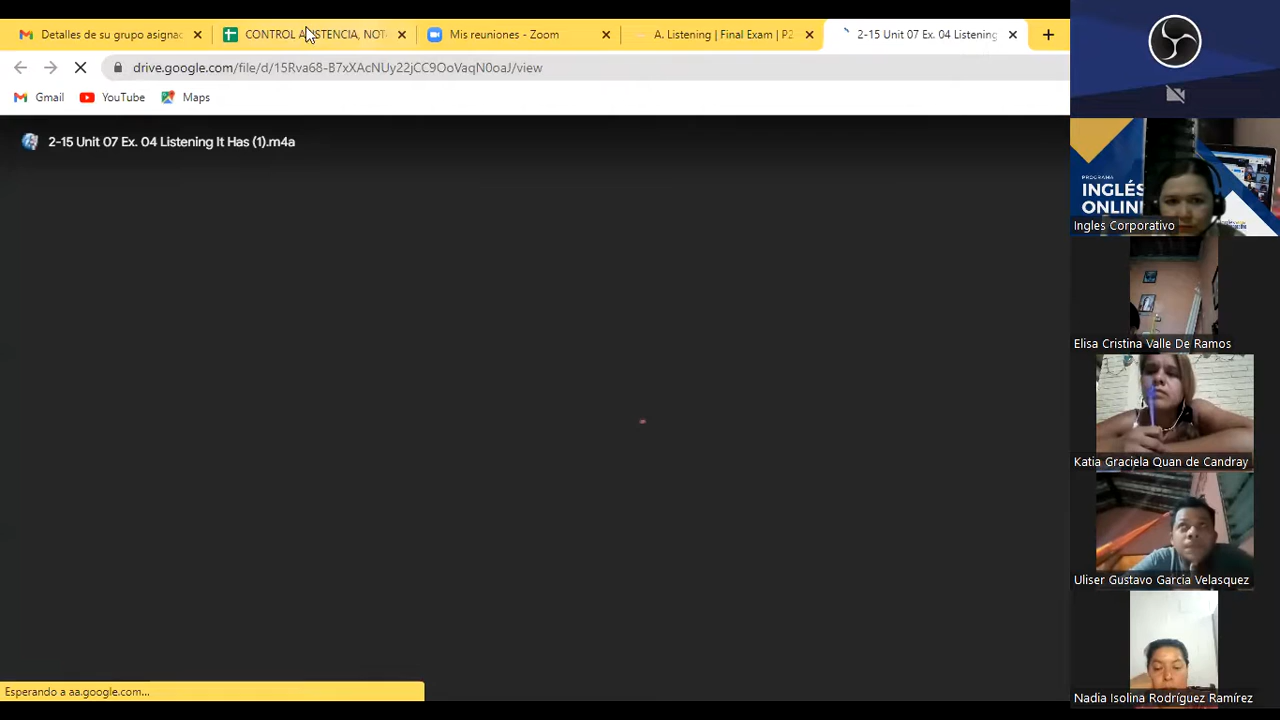 Detalles de su grupo asignac
CONTROL ASISTENCIA, NOT
Mis reuniones - Zoom
A. Listening | Final Exam | P2
2-15 Unit 07 Ex. 04 Listening
drive.google.com/file/d/15Rva68-B7xXAcNUy22jCC9OoVaqN0oaJ/view
Gmail
YouTube
Maps
2-15 Unit 07 Ex. 04 Listening It Has (1).m4a
PROGRAMA
INGLÉS
ONLINE
Ingles Corporativo
Elisa Cristina Valle De Ramos
Katia Graciela Quan de Candray
Uliser Gustavo Garcia Velasquez
Nadia Isolina Rodríguez Ramírez
Esperando a aa.google.com...